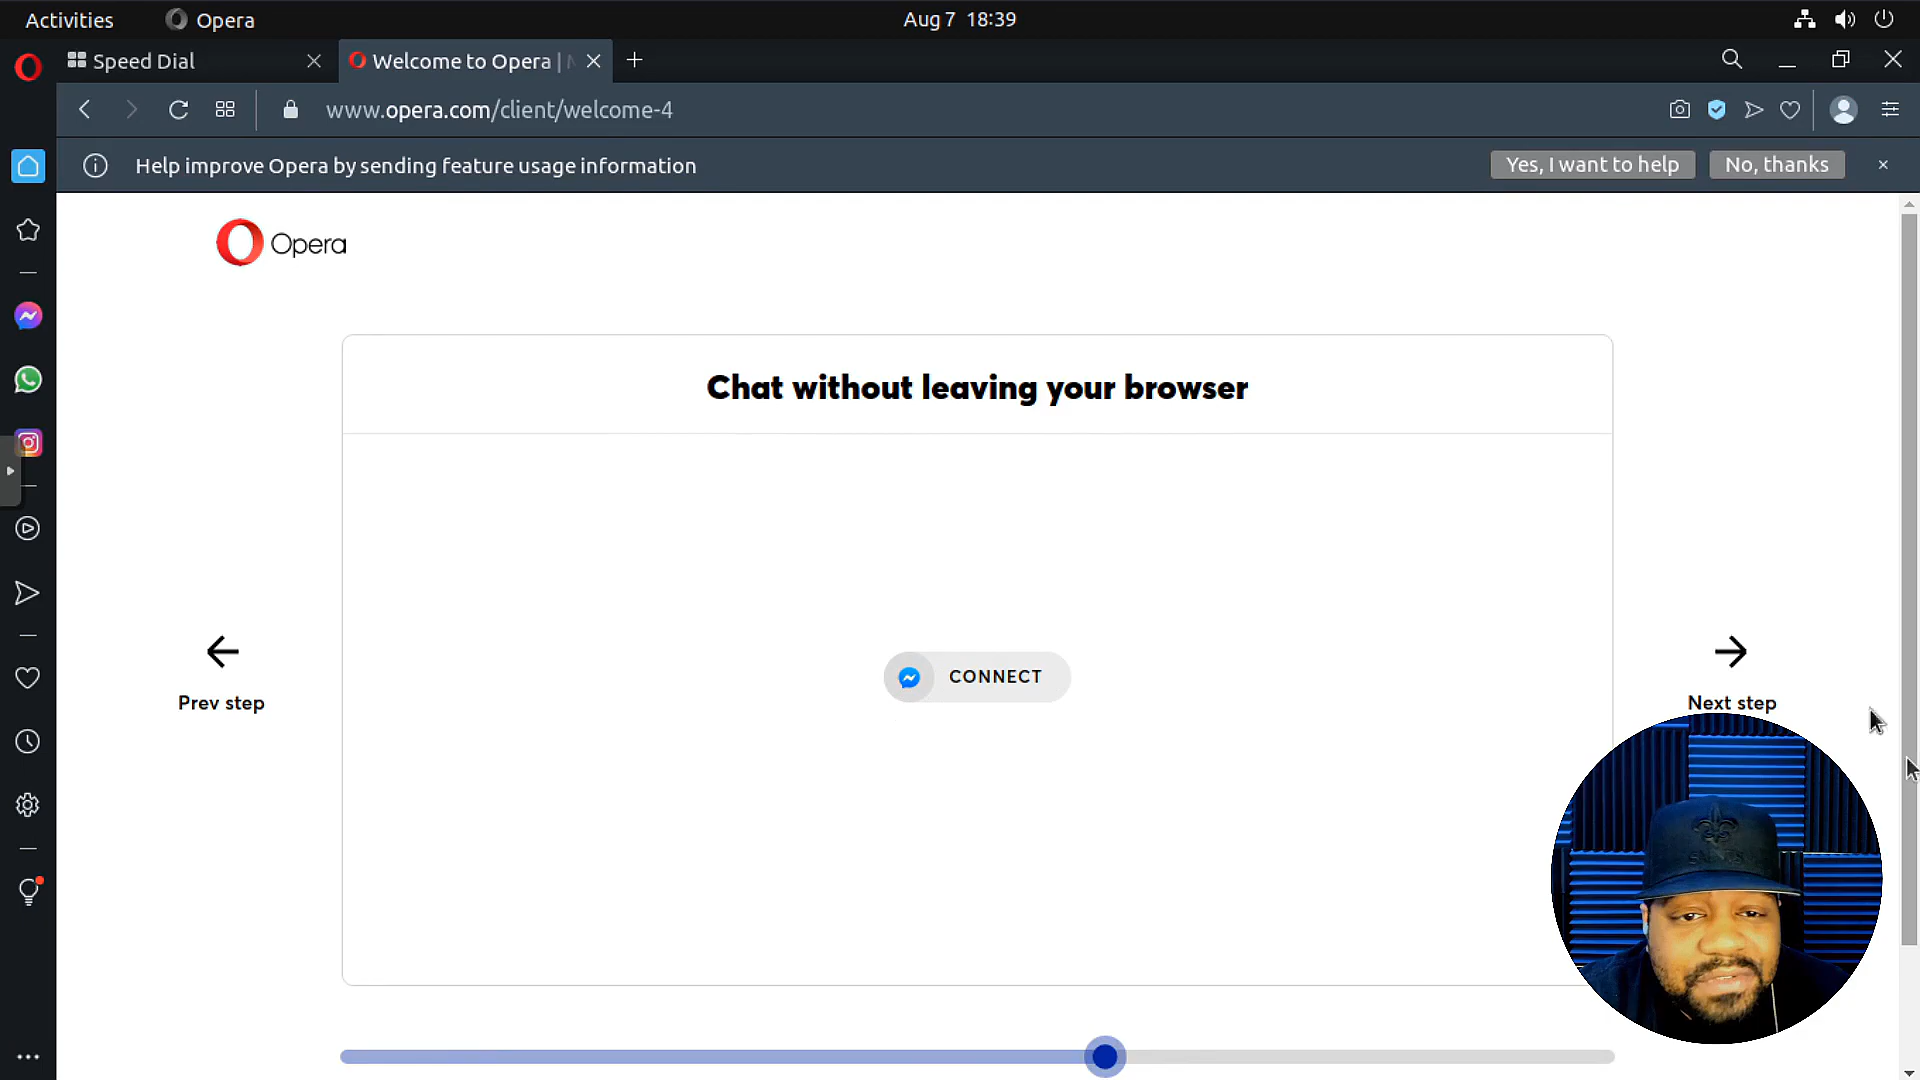 Activities
Opera
Aug 7 18:39
Speed Dial
Welcome to Opera |
www.opera.com/client/welcome-4
Help improve Opera by sending feature usage information
Yes, I want to help
No, thanks
Opera
Chat without leaving your browser
CONNECT
Prev step
Next step